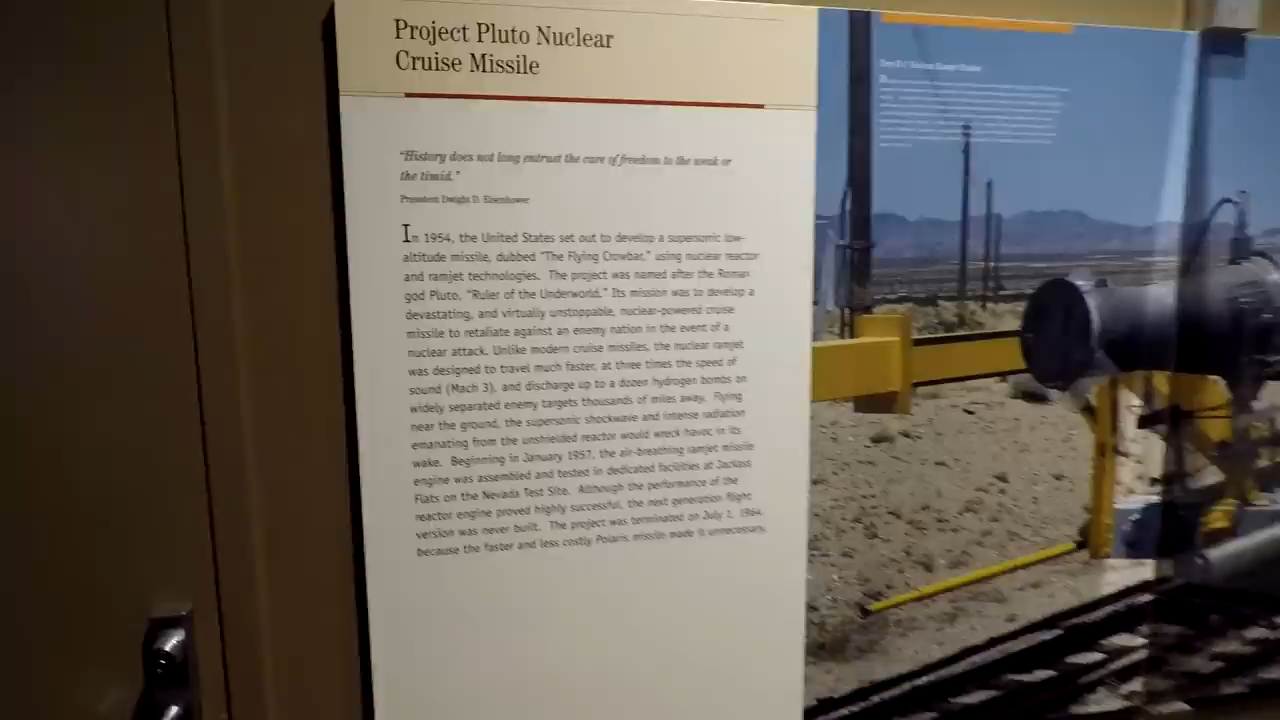 Project Pluto Nuclear
Cruise Missile
"History does not long entrust the care of freedom to the weak or
the timid."
President Dwight D. Eisenhower
In 1954, the United States set out to develop a supersonic low-
altitude missile, dubbed "The Flying Crowbar," using nuclear reactor
and ramjet technologies. The project was named after the Roman
god Pluto, "Ruler of the Underworld." Its mission was to develop a
devastating, and virtually unstoppable, nuclear-powered cruise
missile to retaliate against an enemy nation in the event of a
nuclear attack. Unlike modern cruise missiles, the nuclear ramjet
was designed to travel much faster, at three times the speed of
sound (Mach 3), and discharge up to a dozen hydrogen bombs on
widely separated enemy targets thousands of miles away. Flying
near the ground, the supersonic shockwave and intense radiation
emanating from the unshielded reactor would wreck havoc in its
wake. Beginning in January 1957, the air-breathing ramjet missile
engine was assembled and tested in dedicated facilities at Jackass
Flats on the Nevada Test Site. Although the performance of the
reactor engine proved highly successful, the next generation flight
version was never built. The project was terminated on July 1, 1964,
because the faster and less costly Polaris missile made it unnecessary.